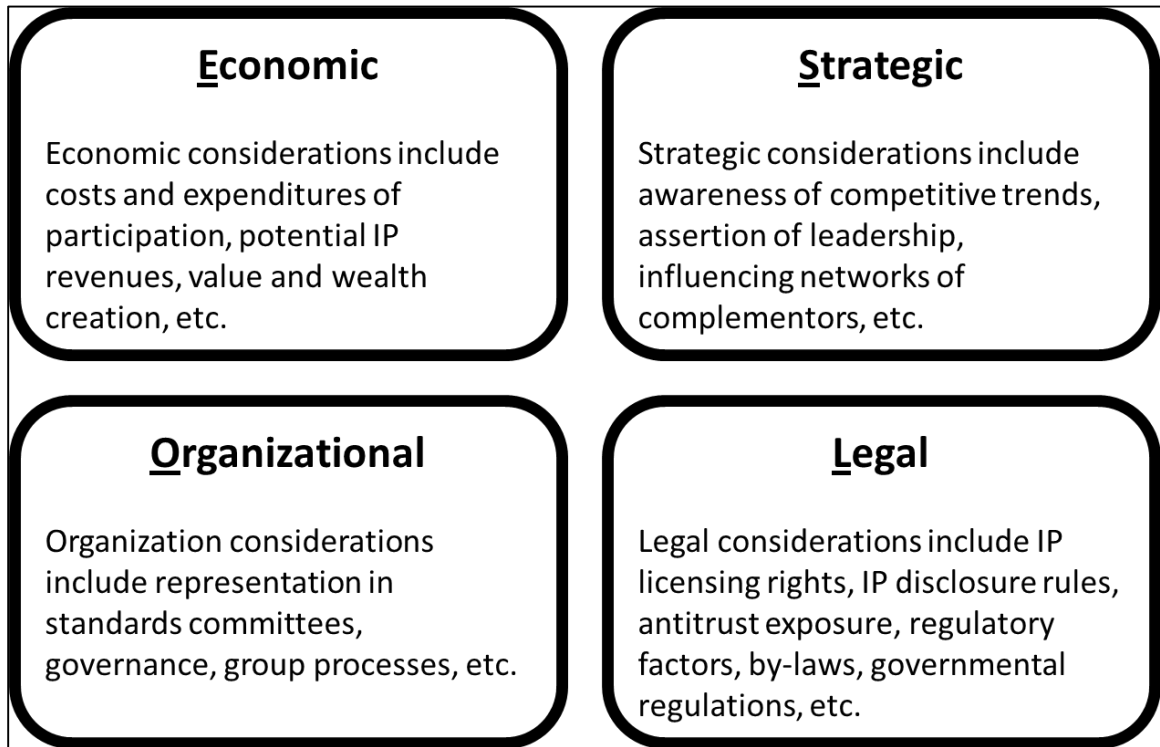 Economic
Economic considerations include
costs and expenditures of
participation, potential IP
revenues, value and wealth
creation, etc.
Strategic
Strategic considerations include
awareness of competitive trends,
assertion of leadership,
influencing networks of
complementors, etc.
Organizational
Organization considerations
include representation in
standards committees,
governance, group processes, etc.
Legal
Legal considerations include IP
licensing rights, IP disclosure rules,
antitrust exposure, regulatory
factors, by-laws, governmental
regulations, etc.